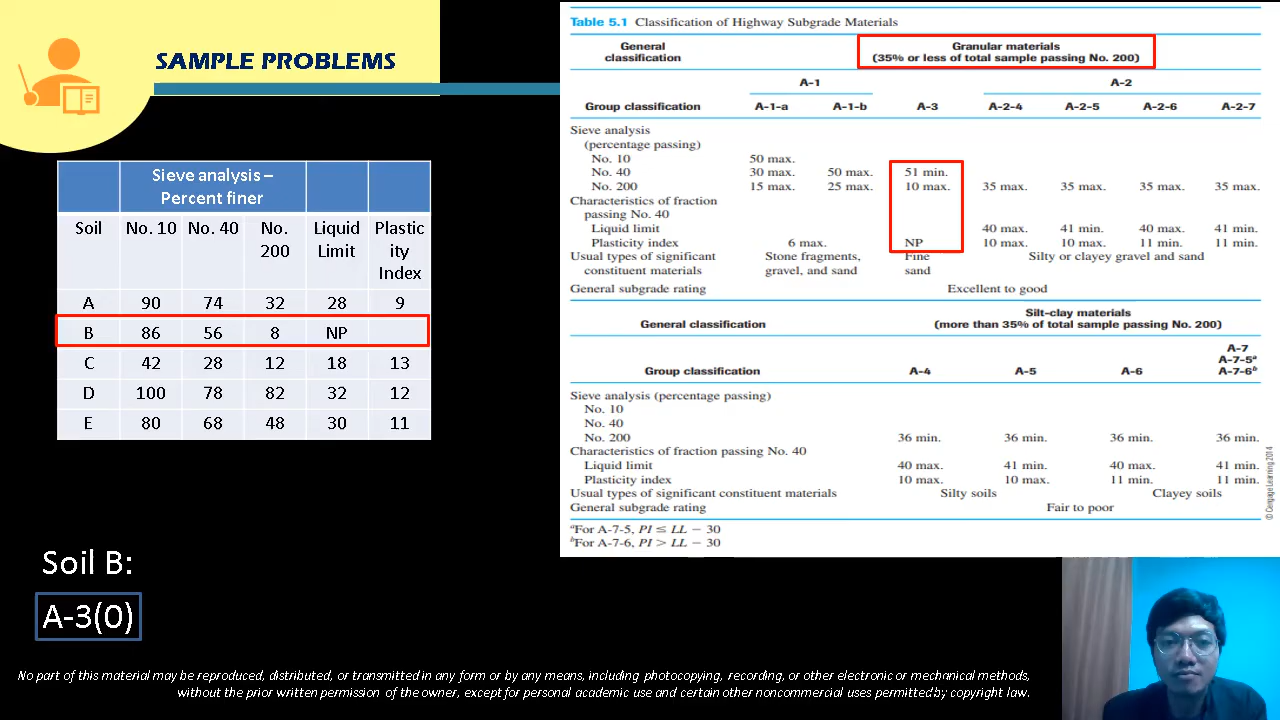 SAMPLE PROBLEMS
Sieve analysis –
Percent finer
Soil No. 10 No. 40 No. 200 Liquid Limit Plastic ity Index
A 90 74 32 28 9
B 86 56 8 NP
C 42 28 12 18 13
D 100 78 82 32 12
E 80 68 48 30 11
Soil B:
A-3(0)
Table 5.1 Classification of Highway Subgrade Materials
General classification Granular materials
(35% or less of total sample passing No. 200)
A-1 A-2
Group classification A-1-a A-1-b A-3 A-2-4 A-2-5 A-2-6 A-2-7
Sieve analysis
(percentage passing)
No. 10 50 max.
No. 40 30 max. 50 max. 51 min.
No. 200 15 max. 25 max. 10 max. 35 max. 35 max. 35 max. 35 max.
Characteristics of fraction
passing No. 40
Liquid limit 40 max. 41 min. 40 max. 41 min.
Plasticity index 6 max. NP 10 max. 10 max. 11 min. 11 min.
Usual types of significant Stone fragments, Fine Silty or clayey gravel and sand
constituent materials gravel, and sand sand
General subgrade rating Excellent to good
Silt-clay materials
General classification (more than 35% of total sample passing No. 200)
A-7
A-7-5ᵃ
Group classification A-4 A-5 A-6 A-7-6ᵇ
Sieve analysis (percentage passing)
No. 10
No. 40
No. 200 36 min. 36 min. 36 min. 36 min.
Characteristics of fraction passing No. 40
Liquid limit 40 max. 41 min. 40 max. 41 min.
Plasticity index 10 max. 10 max. 11 min. 11 min.
Usual types of significant constituent materials Silty soils Clayey soils
General subgrade rating Fair to poor
ᵃFor A-7-5, PI ≤ LL − 30
ᵇFor A-7-6, PI > LL − 30
© Cengage Learning 2014
No part of this material may be reproduced, distributed, or transmitted in any form or by any means, including photocopying, recording, or other electronic or mechanical methods,
without the prior written permission of the owner, except for personal academic use and certain other noncommercial uses permitted by copyright law.